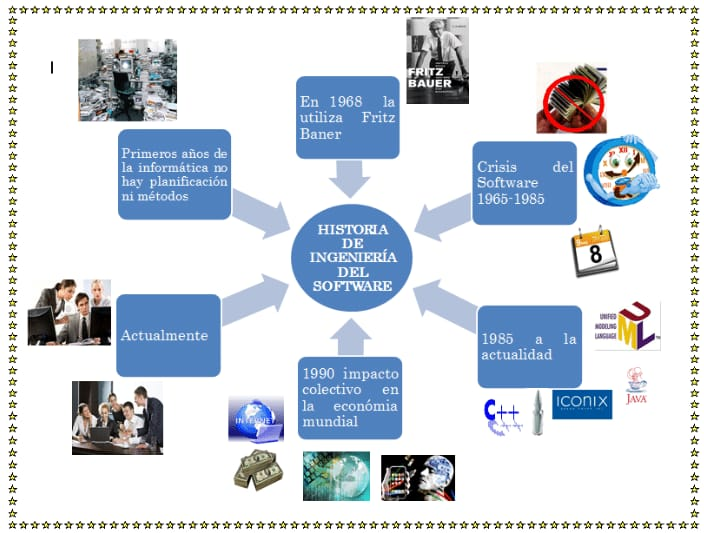 FRITZ
BAUER
En 1968 la
utiliza Fritz
Baner
Primeros años de
la informática no
hay planificación
ni métodos
Crisis del
Software
1965-1985
8
HISTORIA
DE
INGENIERÍA
DEL
SOFTWARE
Actualmente
1985 a la
actualidad
UNIFIED
MODELING
LANGUAGE
UML
1990 impacto
colectivo en
la económia
mundial
INTERNET
C++
ICONIX
JAVA